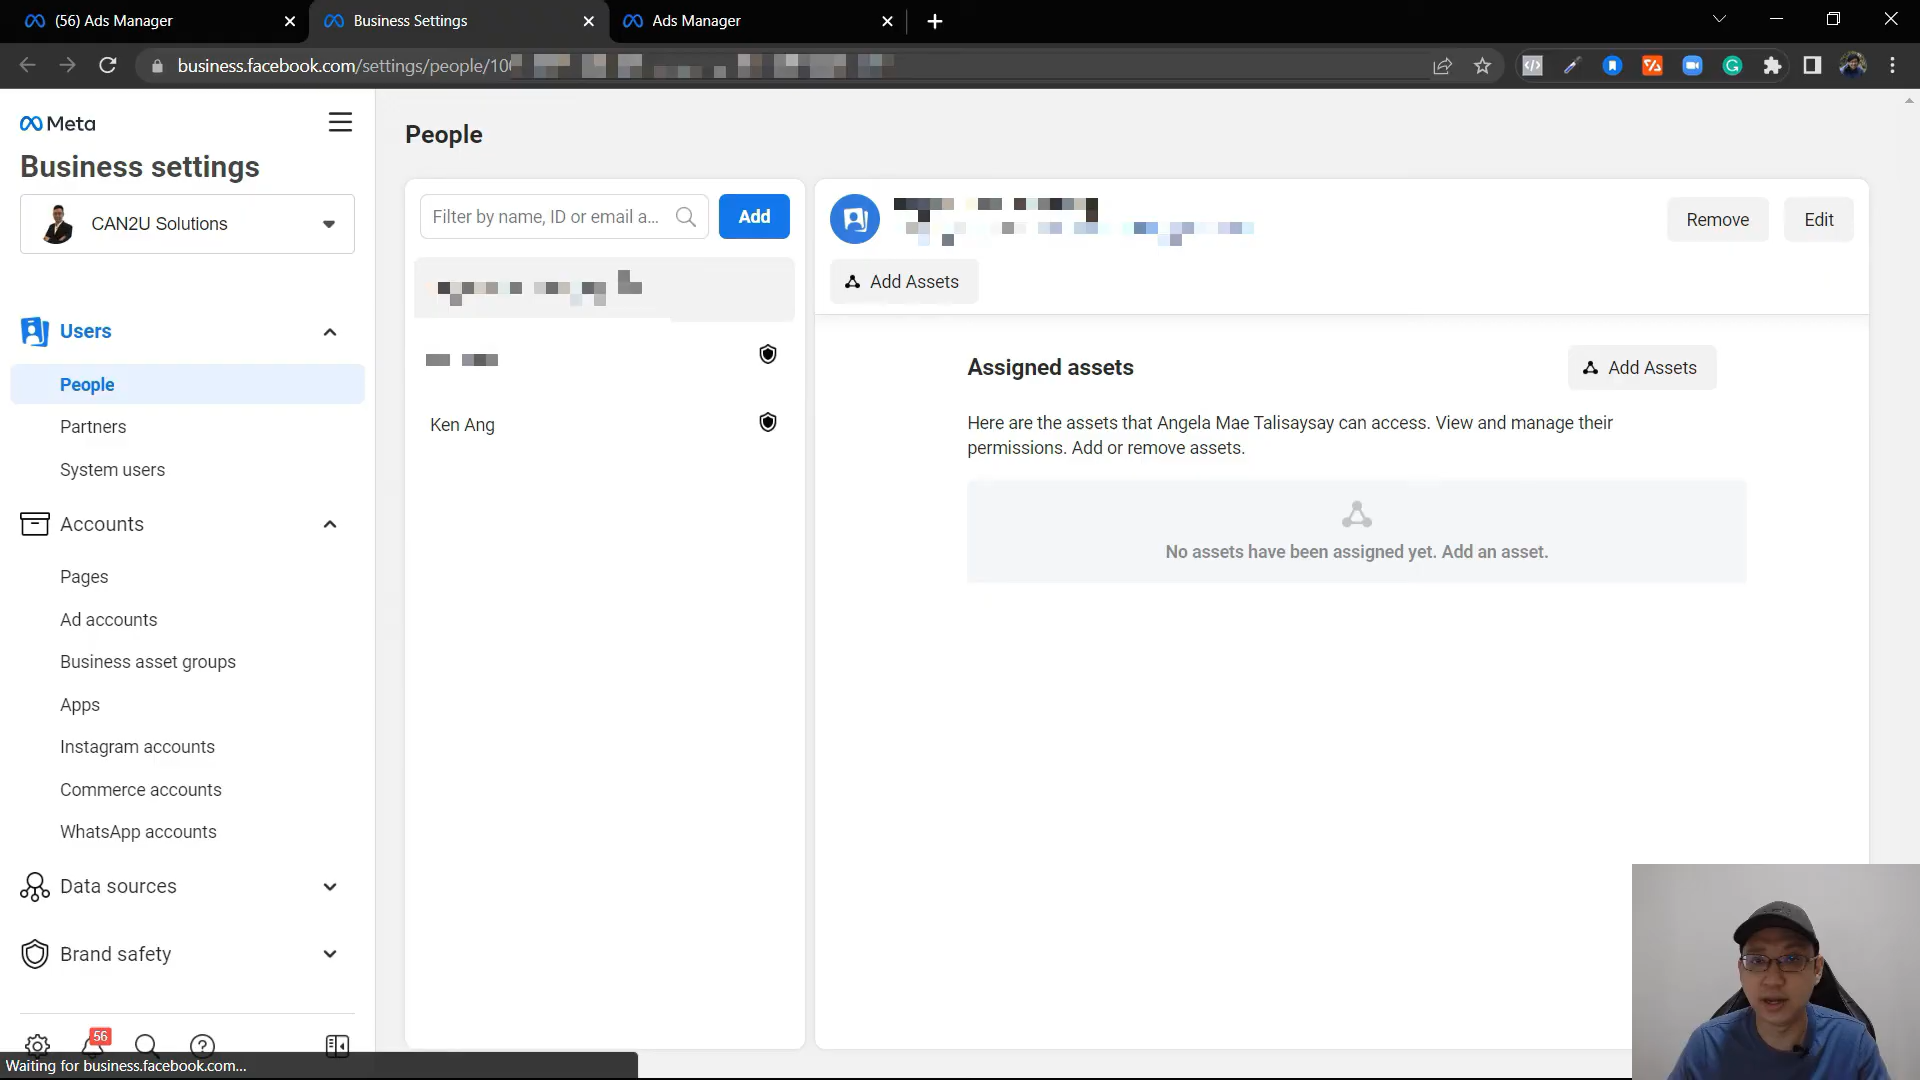 (56) Ads Manager
Business Settings
Ads Manager
business.facebook.com/settings/people/100
Meta
Business settings
CAN2U Solutions
Users
People
Partners
System users
Accounts
Pages
Ad accounts
Business asset groups
Apps
Instagram accounts
Commerce accounts
WhatsApp accounts
Data sources
Brand safety
56
Waiting for business.facebook.com...
People
Filter by name, ID or email a...
Add
Ken Ang
Remove
Edit
Add Assets
Assigned assets
Add Assets
Here are the assets that Angela Mae Talisaysay can access. View and manage their
permissions. Add or remove assets.
No assets have been assigned yet. Add an asset.